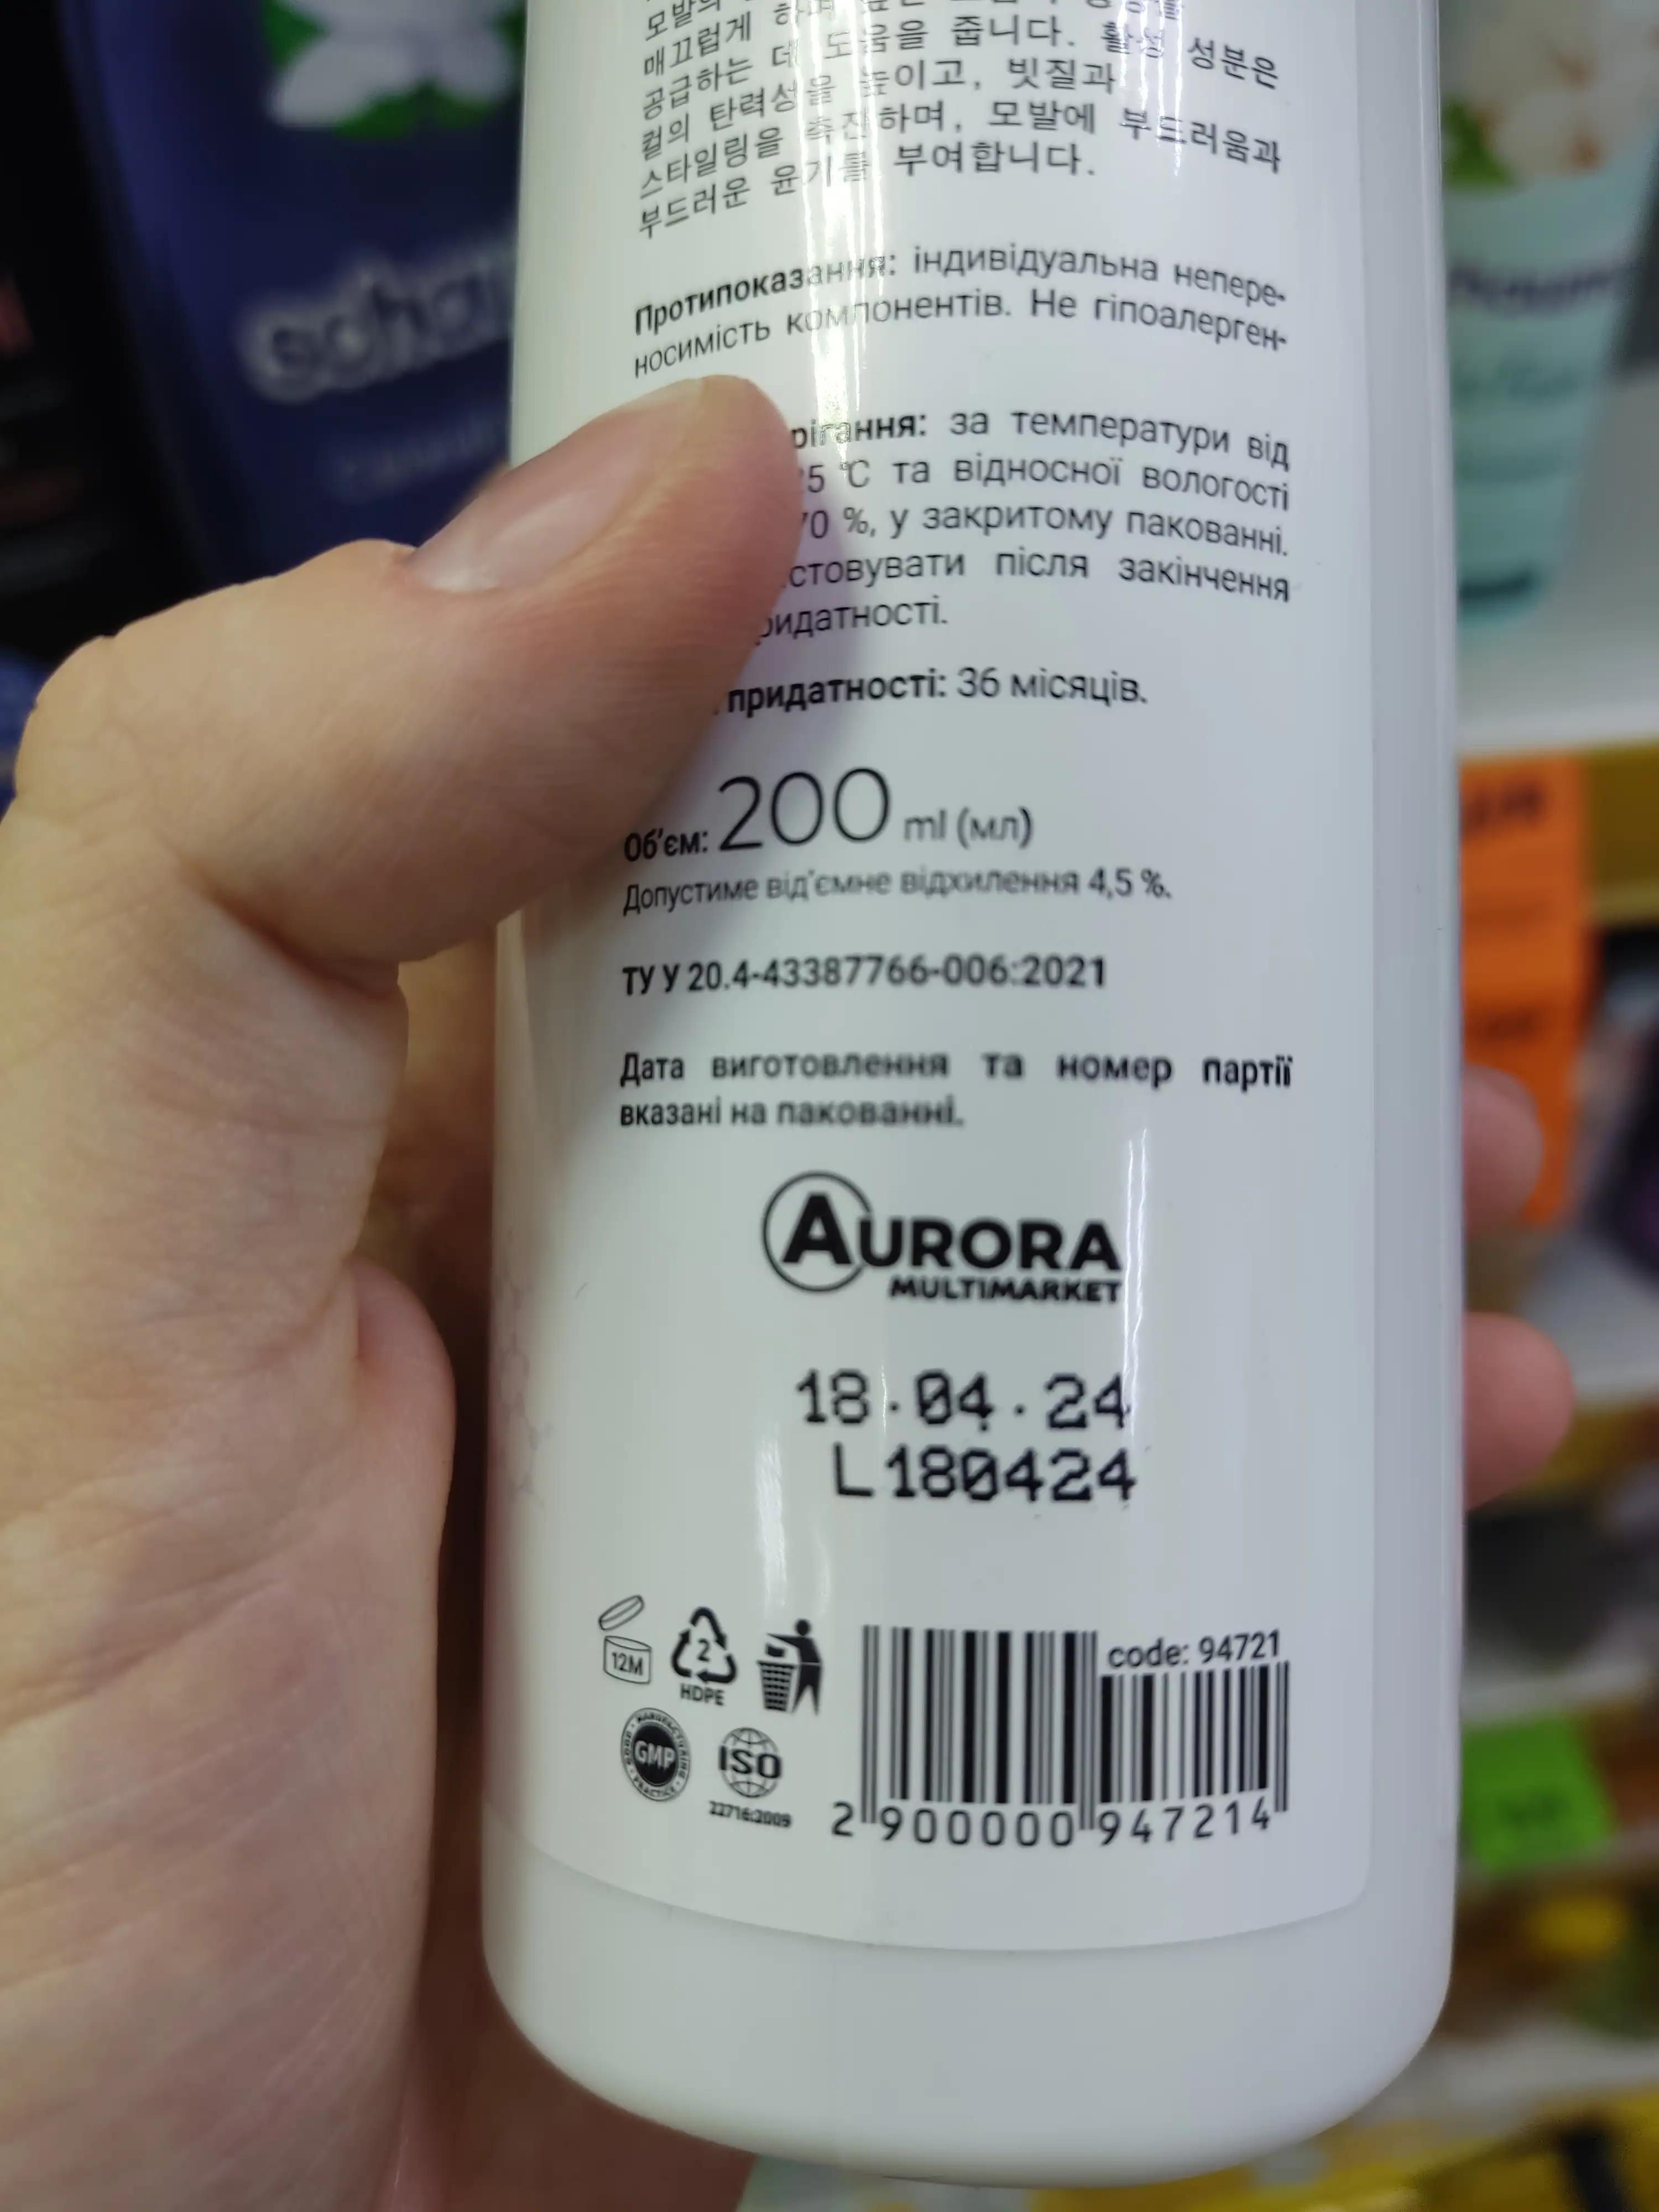 매끄럽게
공급하는 데 도움을 줍니다. 활성 성분은
컬의 탄력성을 높이고, 빗질과
스타일링을 촉진하며, 모발에 부드러움과
부드러운 윤기를 부여합니다.
Протипоказання: індивідуальна непере-
носимість компонентів. Не гіпоалерген-
рігання: за температури від
5 °C та відносної вологості
70 %, у закритому пакованні.
стовувати після закінчення
ридатності.
придатності: 36 місяців.
Об'єм: 200 ml (мл)
Допустиме від'ємне відхилення 4,5 %.
ТУ У 20.4-43387766-006:2021
Дата виготовлення та номер партії
вказані на пакованні.
AURORA
MULTIMARKET
18.04.24
L180424
12M
2
HDPE
code: 94721
GOOD MANUFACTURING PRACTICE
GMP
ISO
22716:2009
2 900000 947214